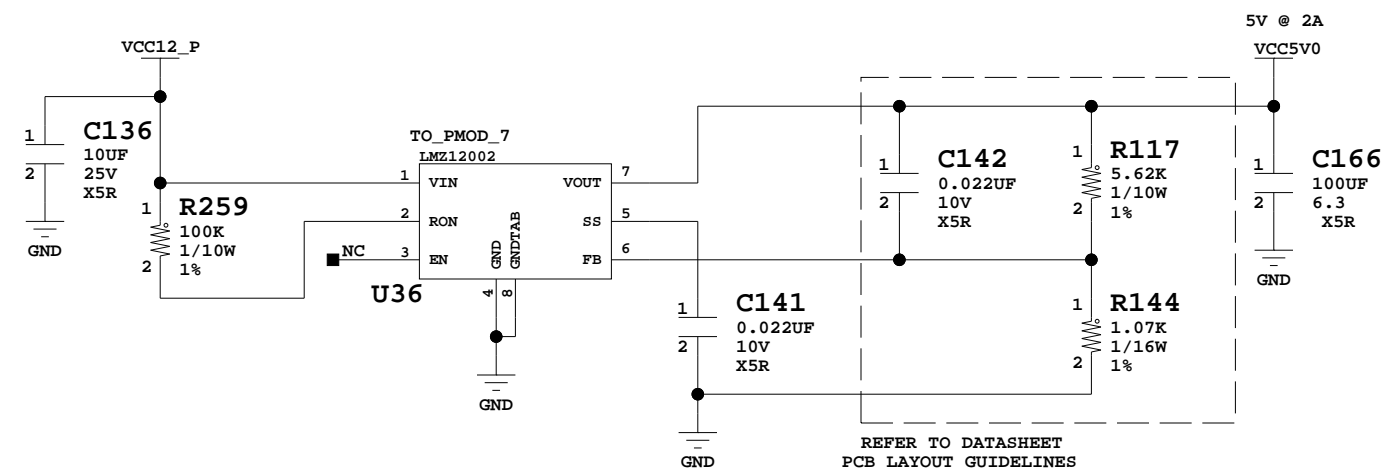 5V @ 2A
VCC12_P
VCC5V0
1
C136
10UF
25V
X5R
2
GND
1
R259
100K
1/10W
1%
2
TO_PMOD_7
LMZ12002
1
VIN
VOUT
7
2
RON
SS
5
NC
3
EN
GND
GNDTAB
FB
6
U36
4
8
GND
1
C141
0.022UF
10V
X5R
2
GND
1
C142
0.022UF
10V
X5R
2
1
R117
5.62K
1/10W
1%
2
1
R144
1.07K
1/16W
1%
2
1
C166
100UF
6.3
X5R
2
GND
REFER TO DATASHEET
PCB LAYOUT GUIDELINES